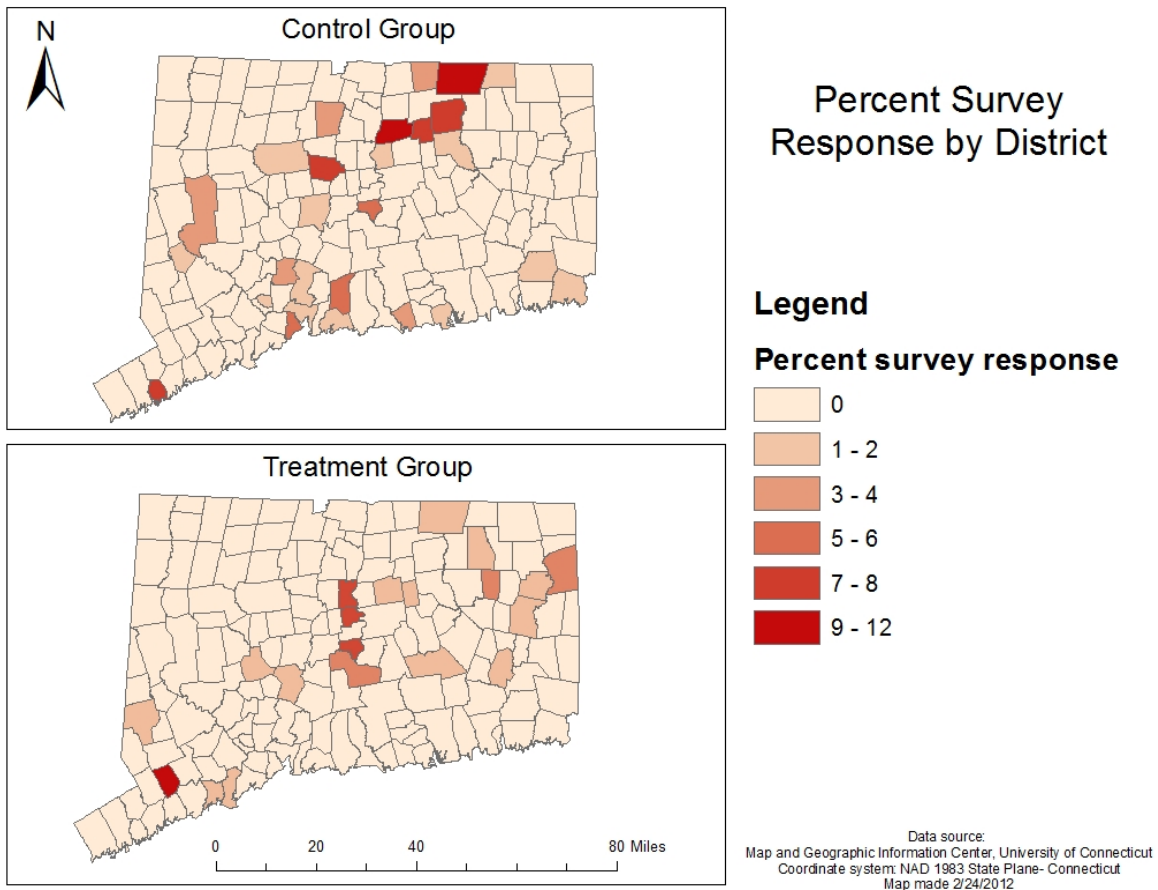 N
Control Group
Percent Survey
Response by District
Legend
Percent survey response
0
1 - 2
3 - 4
5 - 6
7 - 8
9 - 12
Treatment Group
0 20 40 80 Miles
Data source:
Map and Geographic Information Center, University of Connecticut
Coordinate system: NAD 1983 State Plane- Connecticut
Map made 2/24/2012